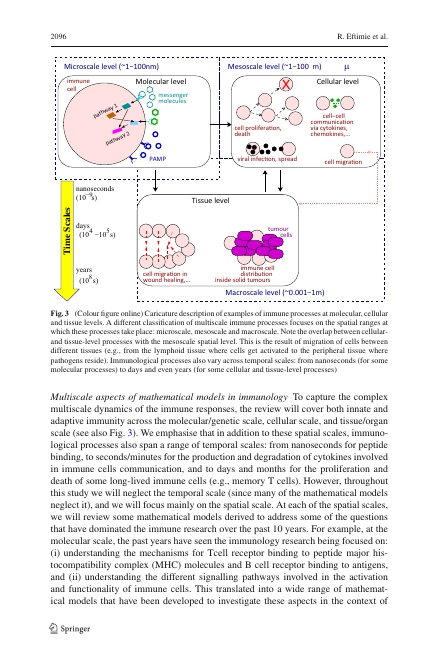 2096
R. Eftimie et al.
Microscale level (~1−100nm)
Mesoscale level (~1−100 m)
μ
immune
cell
Molecular level
Cellular level
messenger
molecules
pathway 1
pathway 2
PAMP
cell proliferation,
death
cell−cell
communication
via cytokines,
chemokines,...
viral infection, spread
cell migration
Time Scales
nanoseconds
(10⁻⁹s)
days
(10⁴ −10⁵s)
years
(10⁸s)
Tissue level
tumour
cells
cell migration in
wound healing,...
immune cell
distribution
inside solid tumours
Macroscale level (~0.001−1m)
Fig. 3 (Colour figure online) Caricature description of examples of immune processes at molecular, cellular
and tissue levels. A different classification of multiscale immune processes focuses on the spatial ranges at
which these processes take place: microscale, mesoscale and macroscale. Note the overlap between cellular-
and tissue-level processes with the mesoscale spatial level. This is the result of migration of cells between
different tissues (e.g., from the lymphoid tissue where cells get activated to the peripheral tissue where
pathogens reside). Immunological processes also vary across temporal scales: from nanoseconds (for some
molecular processes) to days and even years (for some cellular and tissue-level processes)
Multiscale aspects of mathematical models in immunology To capture the complex
multiscale dynamics of the immune responses, the review will cover both innate and
adaptive immunity across the molecular/genetic scale, cellular scale, and tissue/organ
scale (see also Fig. 3). We emphasise that in addition to these spatial scales, immuno-
logical processes also span a range of temporal scales: from nanoseconds for peptide
binding, to seconds/minutes for the production and degradation of cytokines involved
in immune cells communication, and to days and months for the proliferation and
death of some long-lived immune cells (e.g., memory T cells). However, throughout
this study we will neglect the temporal scale (since many of the mathematical models
neglect it), and we will focus mainly on the spatial scale. At each of the spatial scales,
we will review some mathematical models derived to address some of the questions
that have dominated the immune research over the past 10 years. For example, at the
molecular scale, the past years have seen the immunology research being focused on:
(i) understanding the mechanisms for Tcell receptor binding to peptide major his-
tocompatibility complex (MHC) molecules and B cell receptor binding to antigens,
and (ii) understanding the different signalling pathways involved in the activation
and functionality of immune cells. This translated into a wide range of mathemat-
ical models that have been developed to investigate these aspects in the context of
Springer